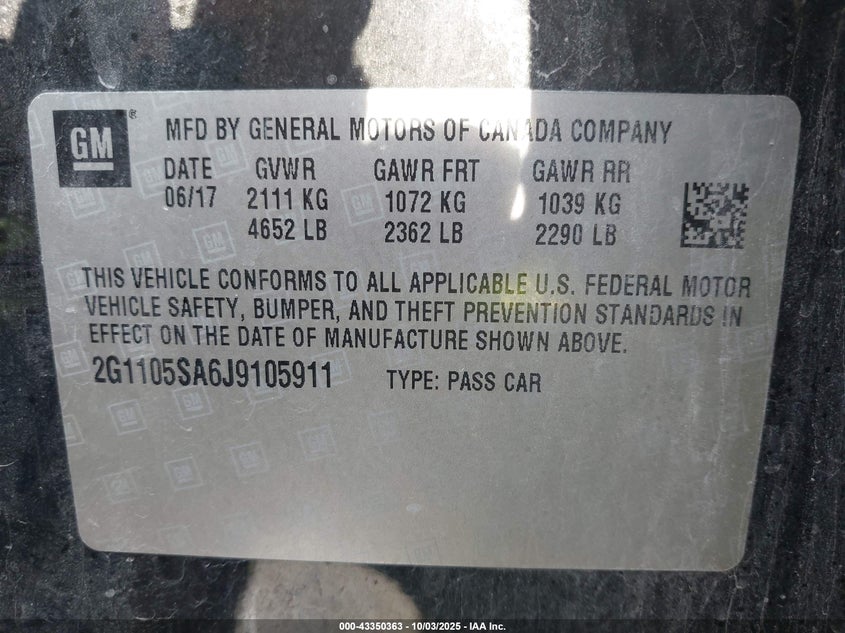 GM
MFD BY GENERAL MOTORS OF CANADA COMPANY
DATE GVWR GAWR FRT GAWR RR
06/17 2111 KG 1072 KG 1039 KG
4652 LB 2362 LB 2290 LB
THIS VEHICLE CONFORMS TO ALL APPLICABLE U.S. FEDERAL MOTOR
VEHICLE SAFETY, BUMPER, AND THEFT PREVENTION STANDARDS IN
EFFECT ON THE DATE OF MANUFACTURE SHOWN ABOVE.
2G1105SA6J9105911 TYPE: PASS CAR
000-43350363 - 10/03/2025 - IAA Inc.